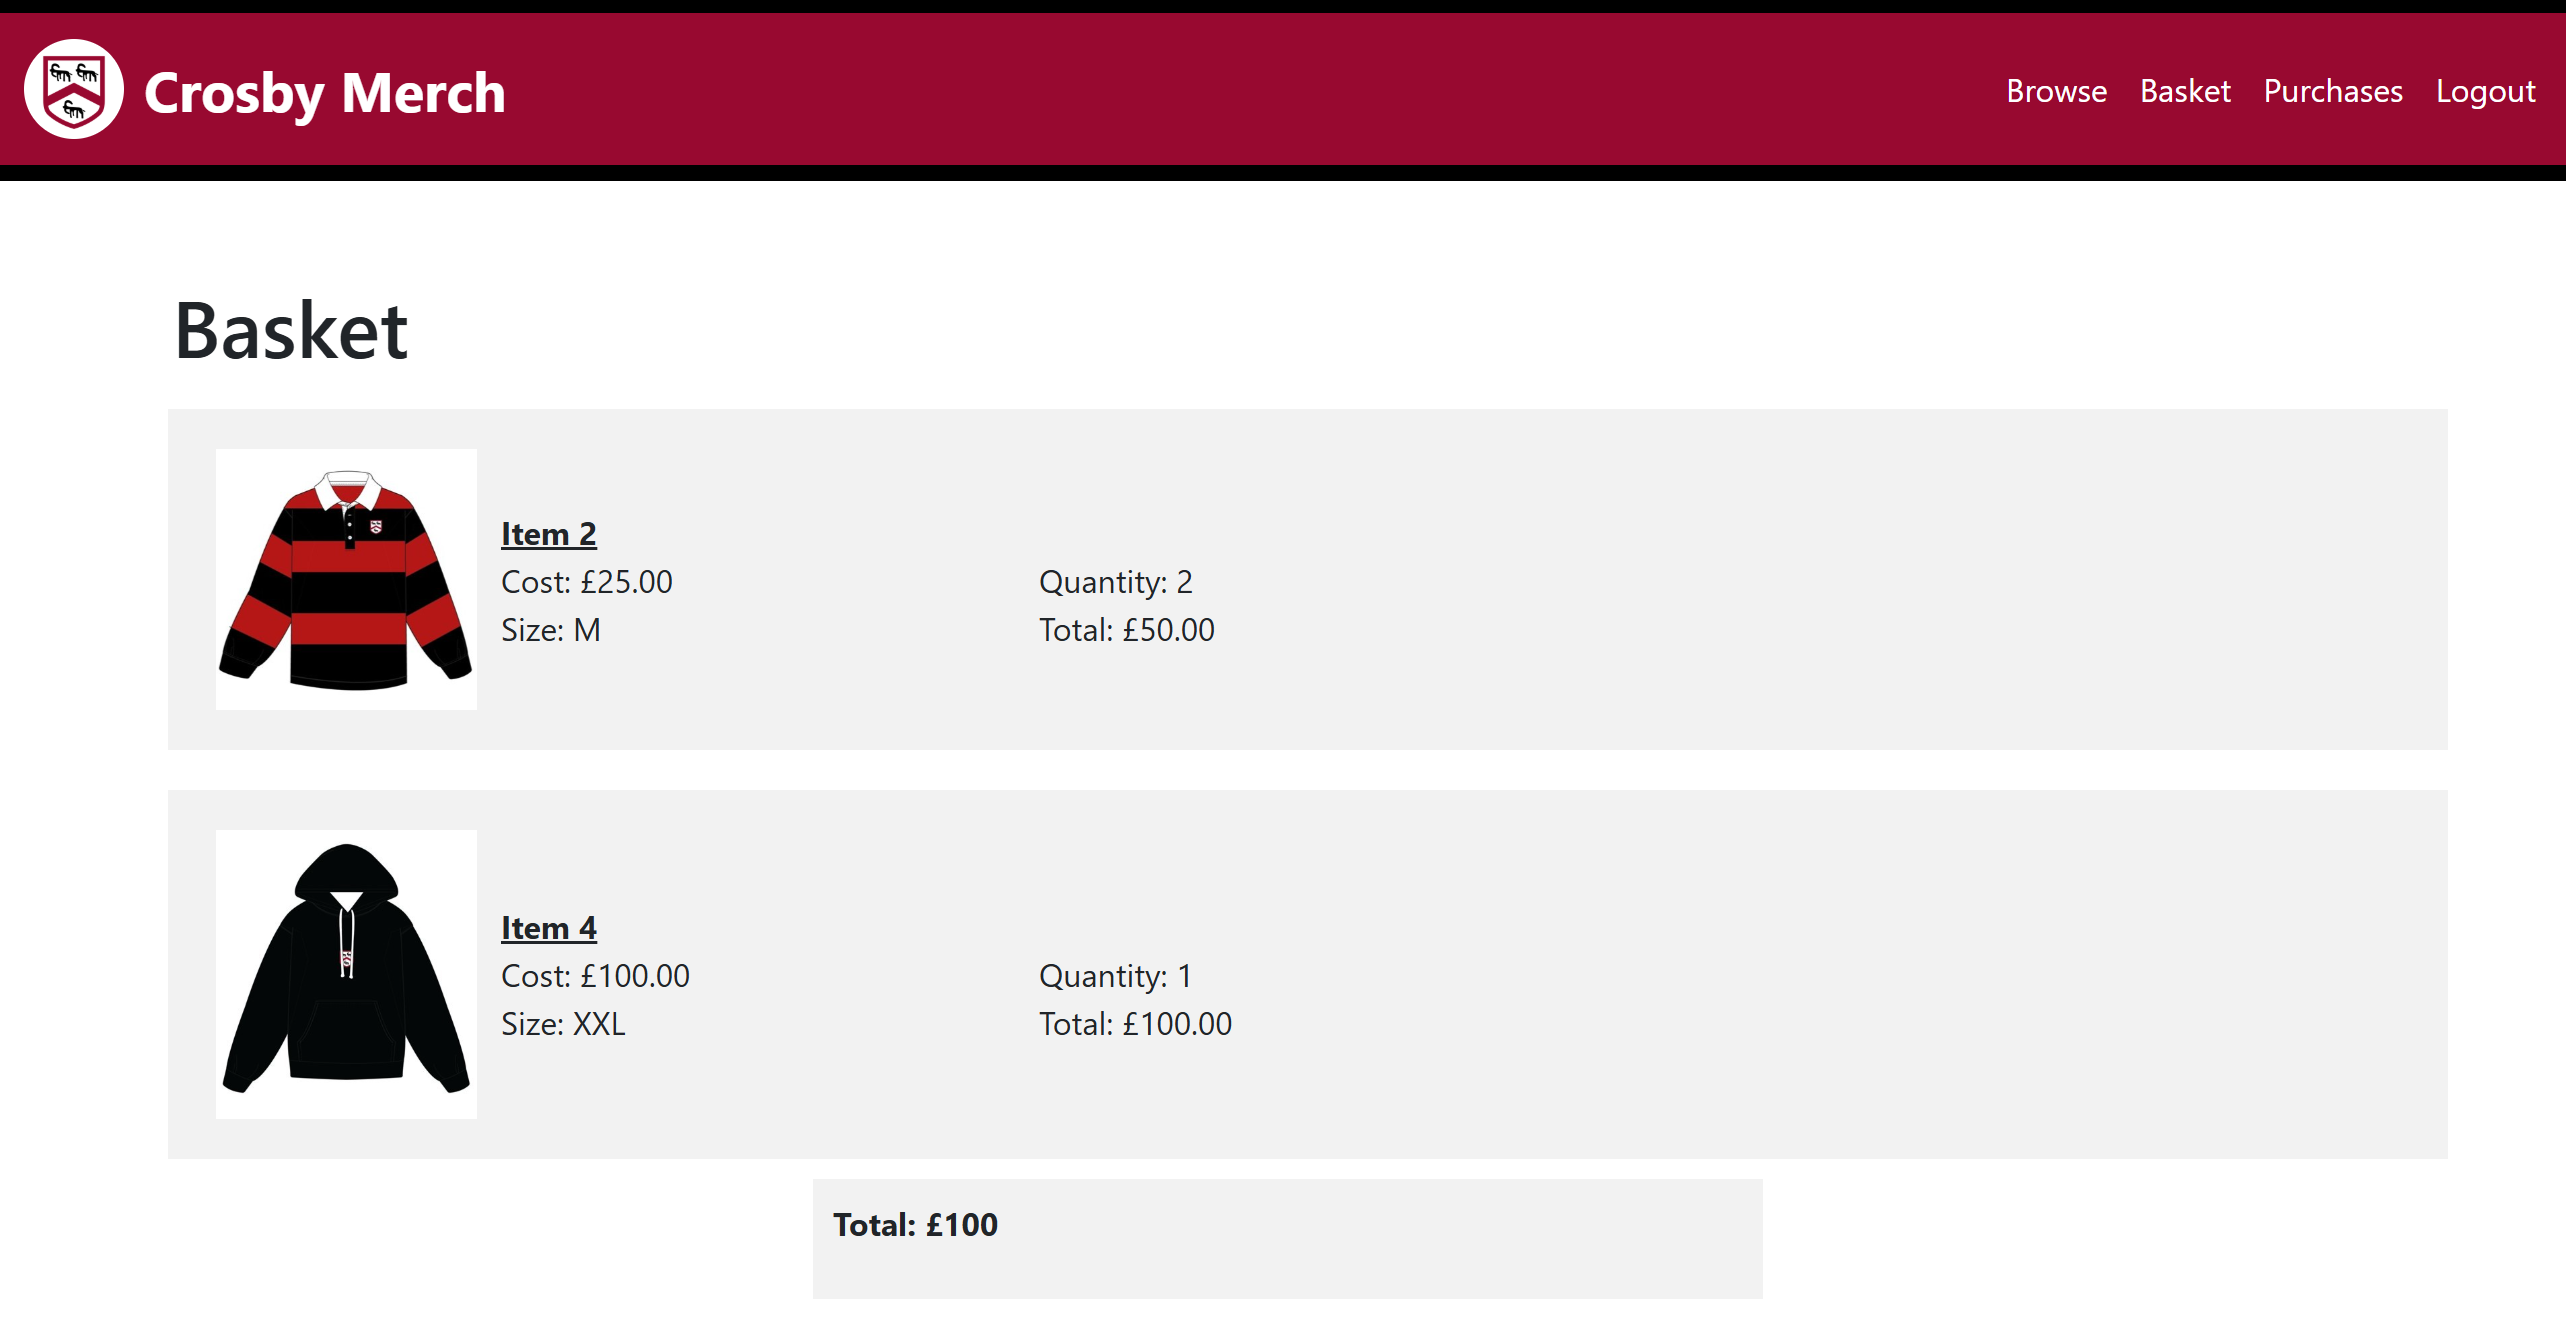 Crosby Merch
Browse Basket Purchases Logout
Basket
Item 2
Cost: £25.00 Quantity: 2
Size: M Total: £50.00
Item 4
Cost: £100.00 Quantity: 1
Size: XXL Total: £100.00
Total: £100